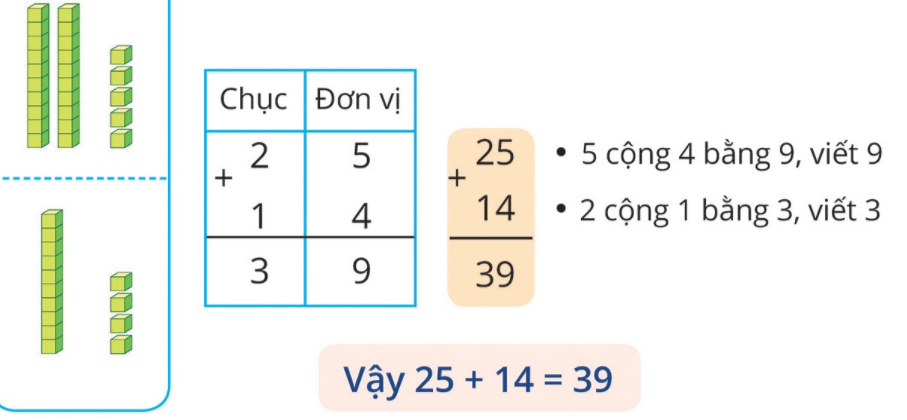 Chục Đơn vị
2 5
+
1 4
3 9
25
+
14
39
• 5 cộng 4 bằng 9, viết 9
• 2 cộng 1 bằng 3, viết 3
Vậy 25 + 14 = 39